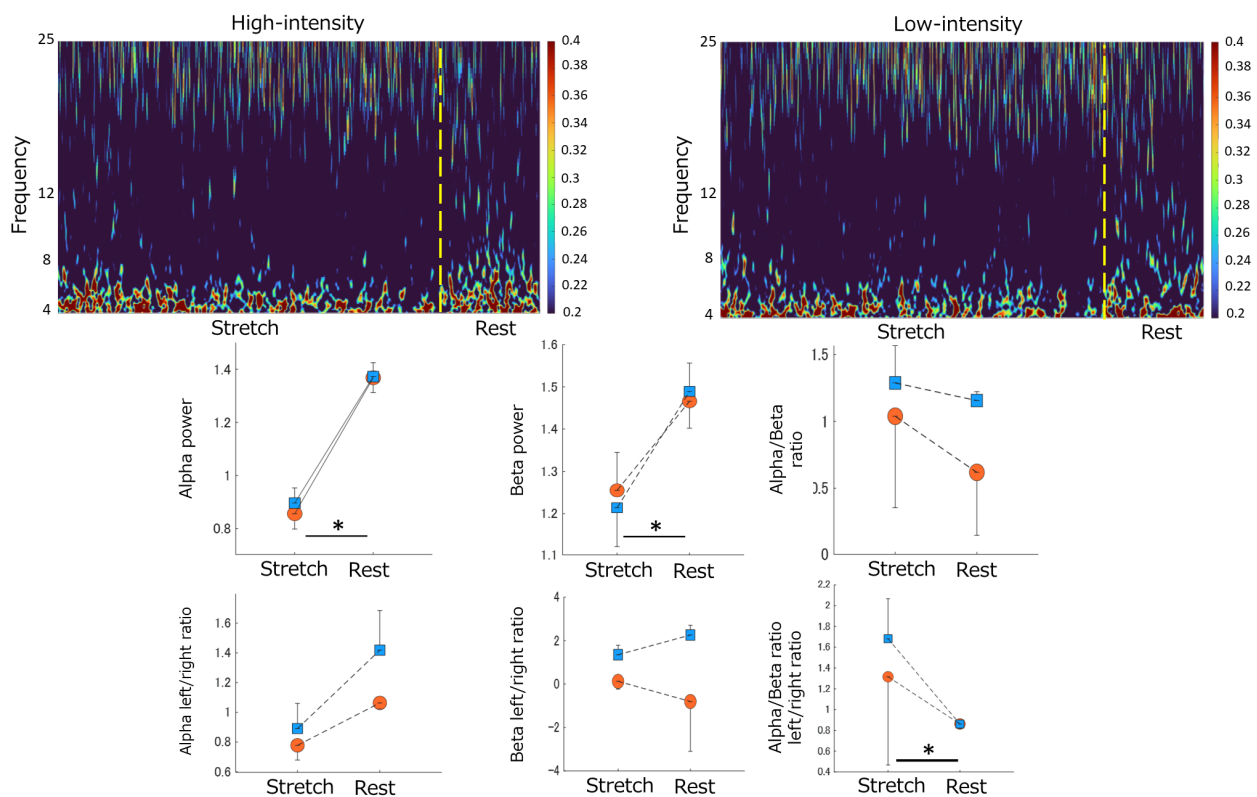 High-intensity
Frequency
25
12
8
4
0.4
0.38
0.36
0.34
0.32
0.3
0.28
0.26
0.24
0.22
0.2
Stretch
Rest
Low-intensity
Frequency
25
12
8
4
0.4
0.38
0.36
0.34
0.32
0.3
0.28
0.26
0.24
0.22
0.2
Stretch
Rest
Alpha power
1.4
1.2
1
0.8
*
Stretch
Rest
Beta power
1.6
1.5
1.4
1.3
1.2
1.1
*
Stretch
Rest
Alpha/Beta
ratio
1.5
1
0.5
0
Stretch
Rest
Alpha left/right ratio
1.6
1.4
1.2
1
0.8
0.6
Stretch
Rest
Beta left/right ratio
4
2
0
−2
−4
Stretch
Rest
Alpha/Beta ratio
left/right ratio
2.2
2
1.8
1.6
1.4
1.2
1
0.8
0.6
0.4
*
Stretch
Rest